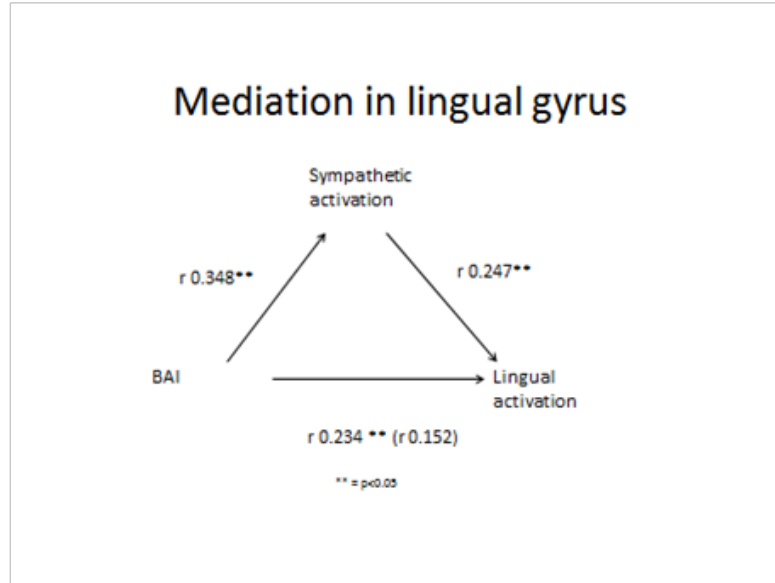 Mediation in lingual gyrus
Sympathetic
activation
r 0.348**
r 0.247**
BAI
Lingual
activation
r 0.234 ** (r 0.152)
** = p<0.05